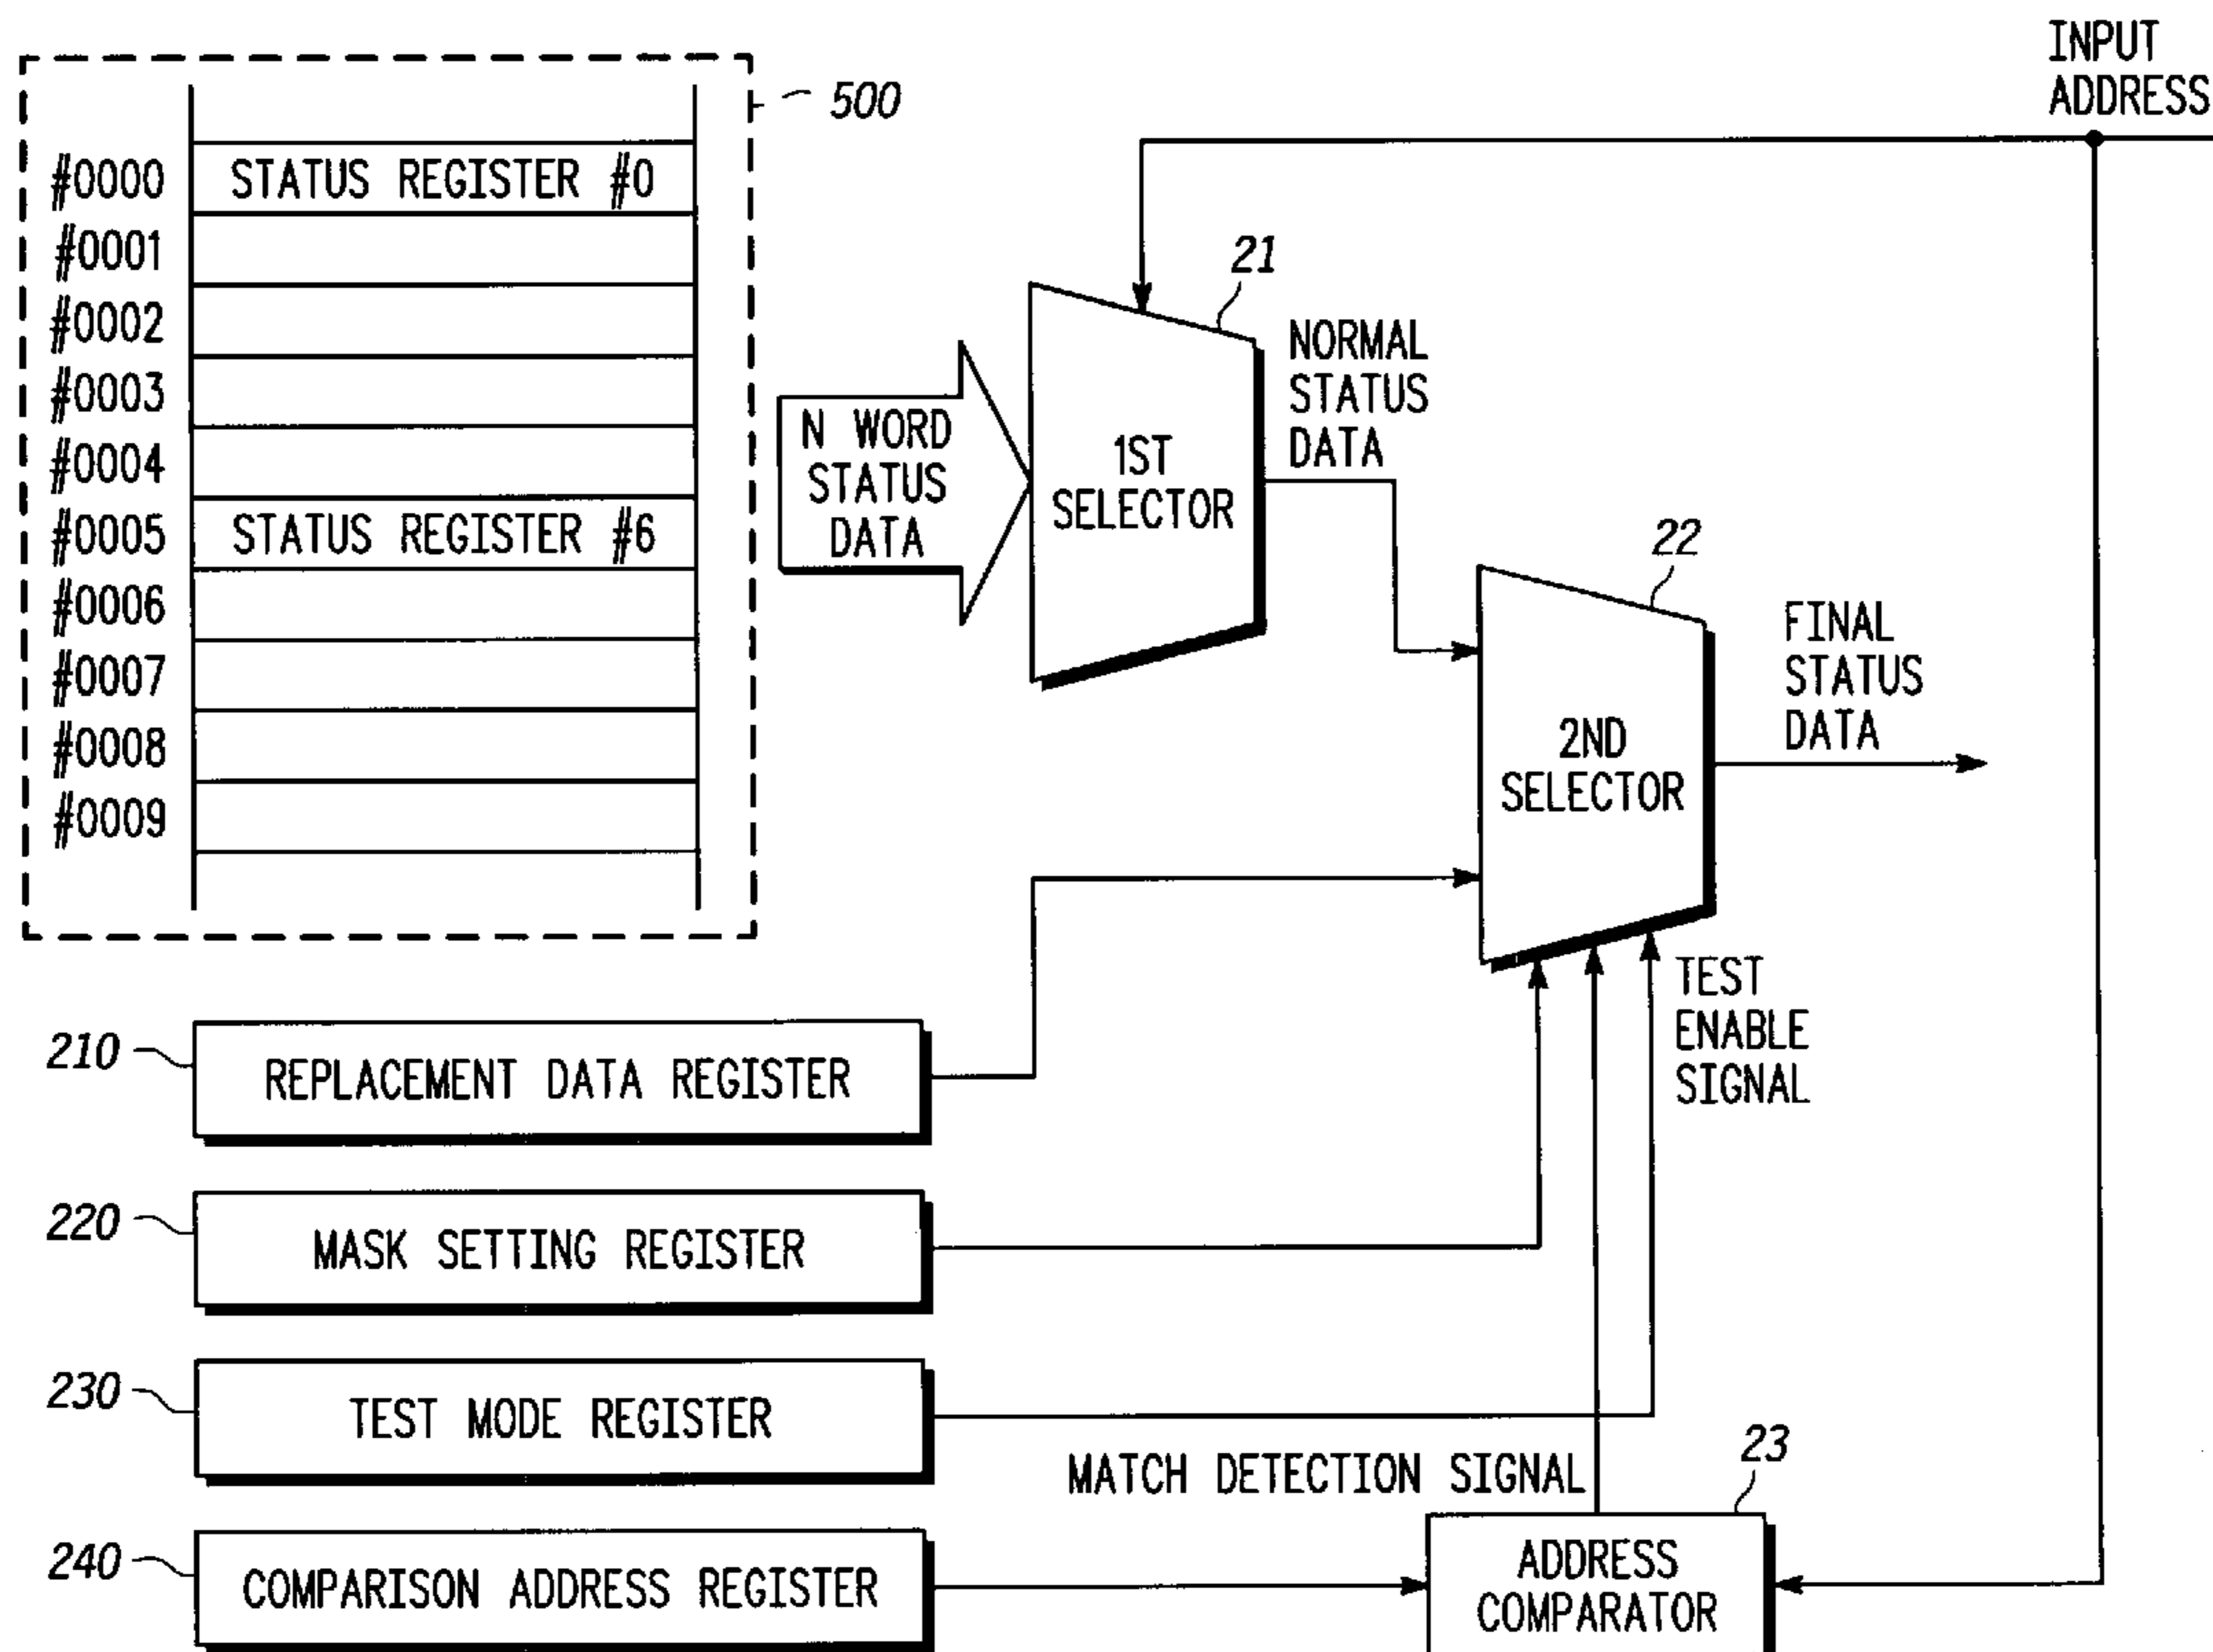 INPUT
ADDRESS
500
#0000 STATUS REGISTER #0
#0001
#0002
#0003
#0004
#0005 STATUS REGISTER #6
#0006
#0007
#0008
#0009
N WORD
STATUS
DATA
21
1ST
SELECTOR
NORMAL
STATUS
DATA
22
2ND
SELECTOR
FINAL
STATUS
DATA
TEST
ENABLE
SIGNAL
210
REPLACEMENT DATA REGISTER
220
MASK SETTING REGISTER
230
TEST MODE REGISTER
MATCH DETECTION SIGNAL
23
240
COMPARISON ADDRESS REGISTER
ADDRESS
COMPARATOR